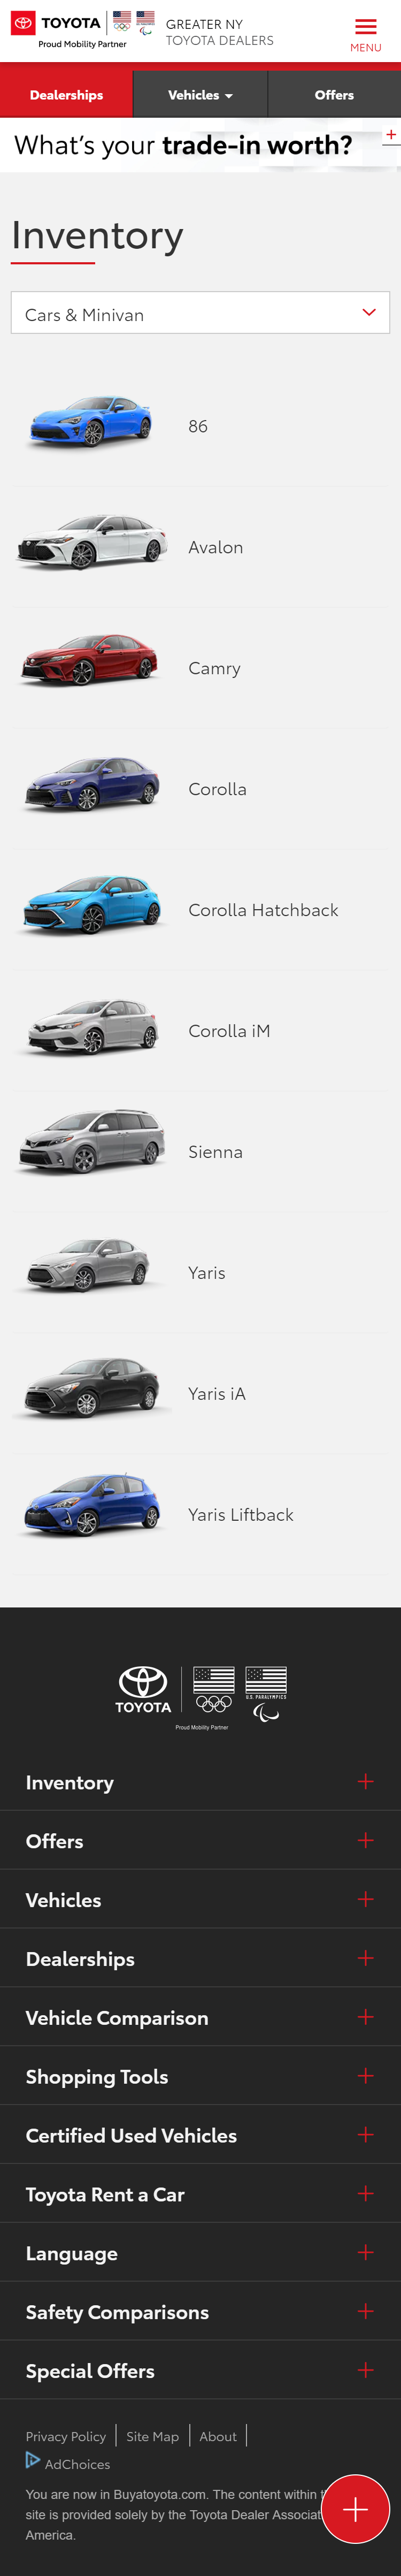 TOYOTA
Proud Mobility Partner
GREATER NY
TOYOTA DEALERS
MENU
Dealerships
Vehicles
Offers
What's your trade-in worth?
Inventory
Cars & Minivan
86
Avalon
Camry
Corolla
Corolla Hatchback
Corolla iM
Sienna
Yaris
Yaris iA
Yaris Liftback
TOYOTA
U.S. PARALYMPICS
Proud Mobility Partner
Inventory
Offers
Vehicles
Dealerships
Vehicle Comparison
Shopping Tools
Certified Used Vehicles
Toyota Rent a Car
Language
Safety Comparisons
Special Offers
Privacy Policy
Site Map
About
AdChoices
You are now in Buyatoyota.com. The content within
site is provided solely by the Toyota Dealer Associat
America.